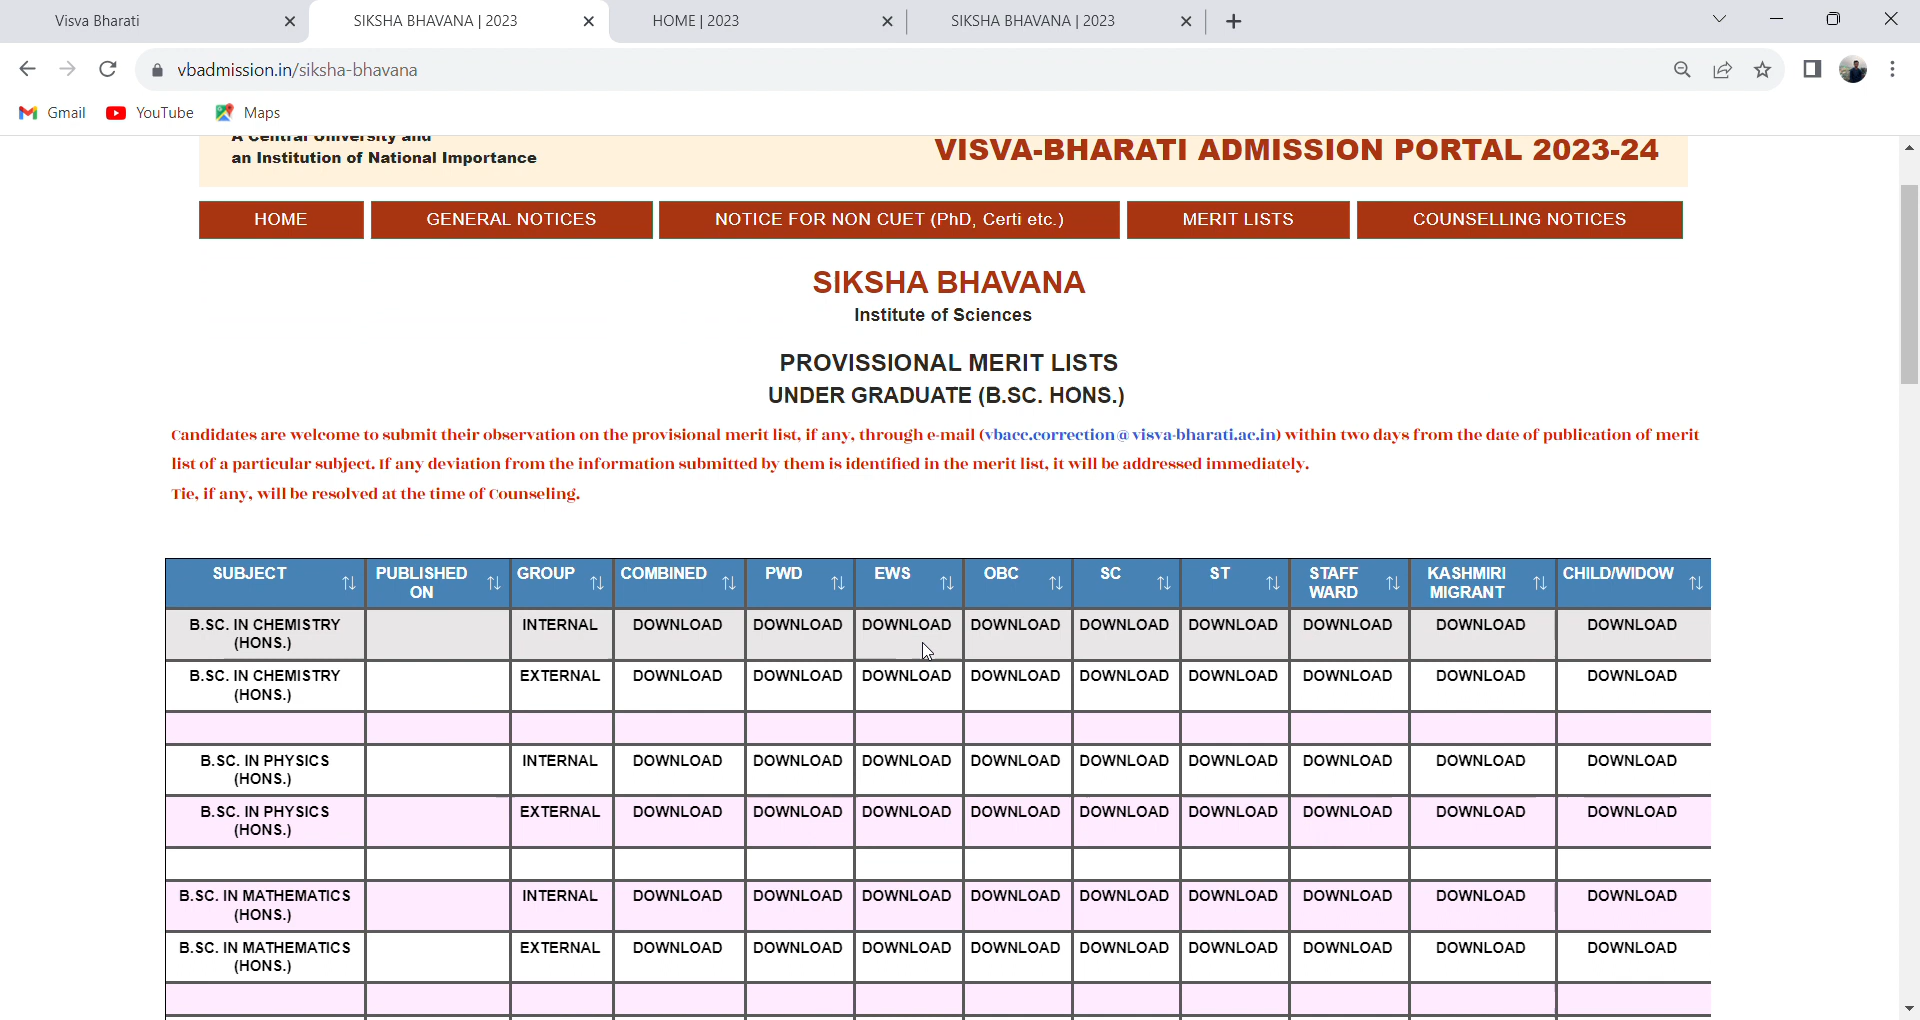 Visva Bharati
SIKSHA BHAVANA | 2023
HOME | 2023
SIKSHA BHAVANA | 2023
vbadmission.in/siksha-bhavana
Gmail
YouTube
Maps
A Central University and
an Institution of National Importance
VISVA-BHARATI ADMISSION PORTAL 2023-24
HOME
GENERAL NOTICES
NOTICE FOR NON CUET (PhD, Certi etc.)
MERIT LISTS
COUNSELLING NOTICES
SIKSHA BHAVANA
Institute of Sciences
PROVISSIONAL MERIT LISTS
UNDER GRADUATE (B.SC. HONS.)
Candidates are welcome to submit their observation on the provisional merit list, if any, through e-mail (vbacc.correction@visva-bharati.ac.in) within two days from the date of publication of merit
list of a particular subject. If any deviation from the information submitted by them is identified in the merit list, it will be addressed immediately.
Tie, if any, will be resolved at the time of Counseling.
SUBJECT PUBLISHED ON GROUP COMBINED PWD EWS OBC SC ST STAFF WARD KASHMIRI MIGRANT CHILD/WIDOW
B.SC. IN CHEMISTRY (HONS.) INTERNAL DOWNLOAD DOWNLOAD DOWNLOAD DOWNLOAD DOWNLOAD DOWNLOAD DOWNLOAD DOWNLOAD DOWNLOAD
B.SC. IN CHEMISTRY (HONS.) EXTERNAL DOWNLOAD DOWNLOAD DOWNLOAD DOWNLOAD DOWNLOAD DOWNLOAD DOWNLOAD DOWNLOAD DOWNLOAD
B.SC. IN PHYSICS (HONS.) INTERNAL DOWNLOAD DOWNLOAD DOWNLOAD DOWNLOAD DOWNLOAD DOWNLOAD DOWNLOAD DOWNLOAD DOWNLOAD
B.SC. IN PHYSICS (HONS.) EXTERNAL DOWNLOAD DOWNLOAD DOWNLOAD DOWNLOAD DOWNLOAD DOWNLOAD DOWNLOAD DOWNLOAD DOWNLOAD
B.SC. IN MATHEMATICS (HONS.) INTERNAL DOWNLOAD DOWNLOAD DOWNLOAD DOWNLOAD DOWNLOAD DOWNLOAD DOWNLOAD DOWNLOAD DOWNLOAD
B.SC. IN MATHEMATICS (HONS.) EXTERNAL DOWNLOAD DOWNLOAD DOWNLOAD DOWNLOAD DOWNLOAD DOWNLOAD DOWNLOAD DOWNLOAD DOWNLOAD